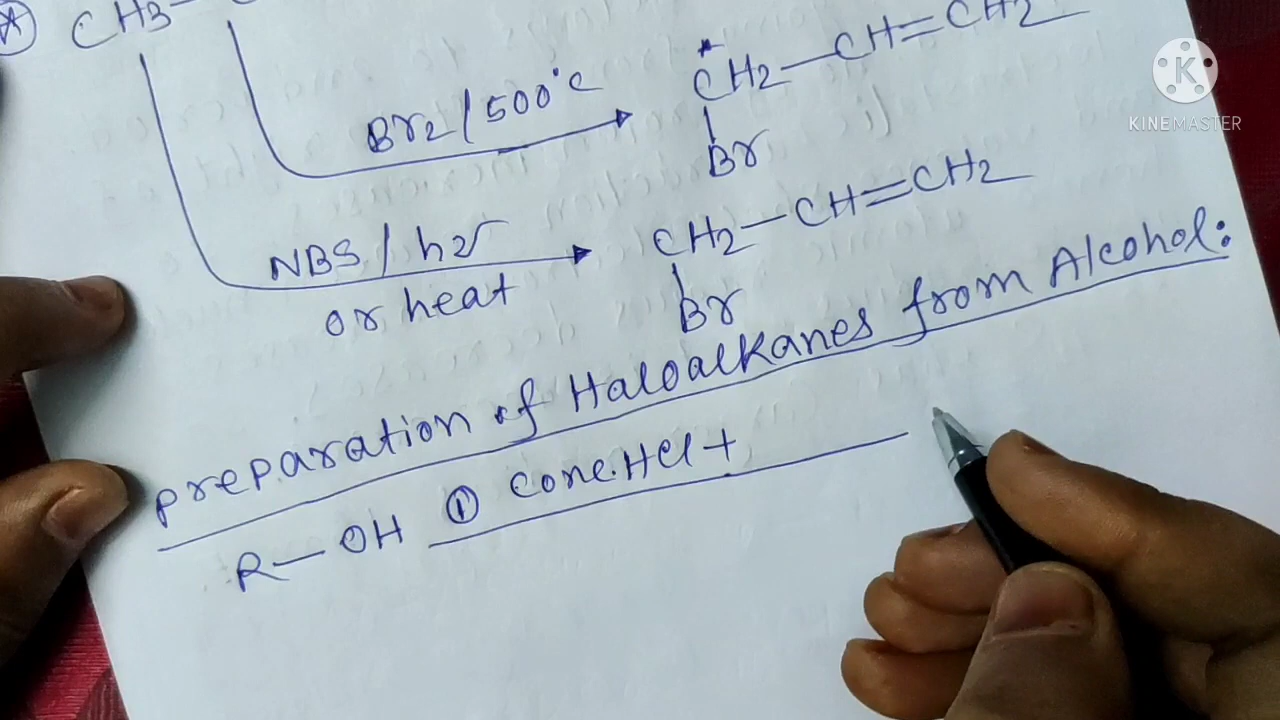 CH3-
Br2/500°C
*CH2-CH=CH2
Br
NBS/hν
or heat
CH2-CH=CH2
Br
preparation of Haloalkanes from Alcohol:
R-OH ① Conc.HCl+
K
KINEMASTER